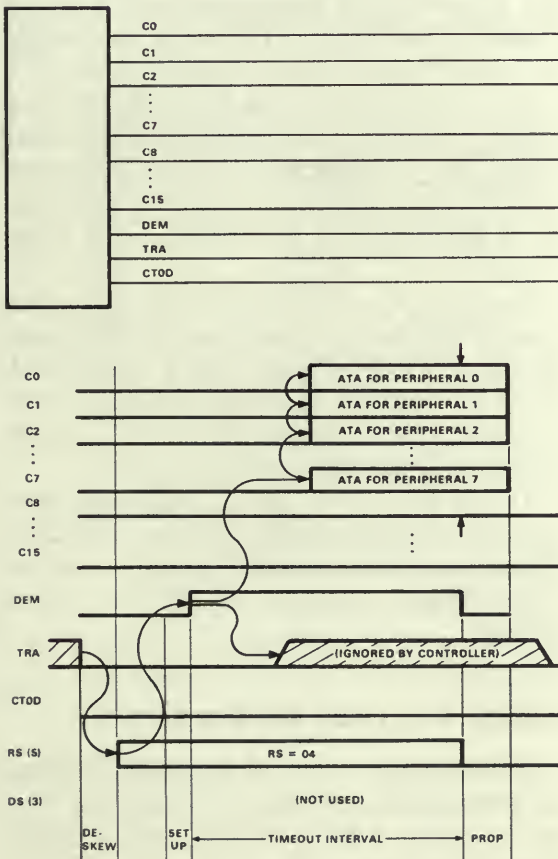 C0
C1
C2
C7
C8
C15
DEM
TRA
CTOD
C0 ATA FOR PERIPHERAL 0
C1 ATA FOR PERIPHERAL 1
C2 ATA FOR PERIPHERAL 2
C7 ATA FOR PERIPHERAL 7
C8
C15
DEM
TRA (IGNORED BY CONTROLLER)
CTOD
RS (5) RS = 04
DS (3) (NOT USED)
DE-
SKEW
SET
UP
TIMEOUT INTERVAL
PROP